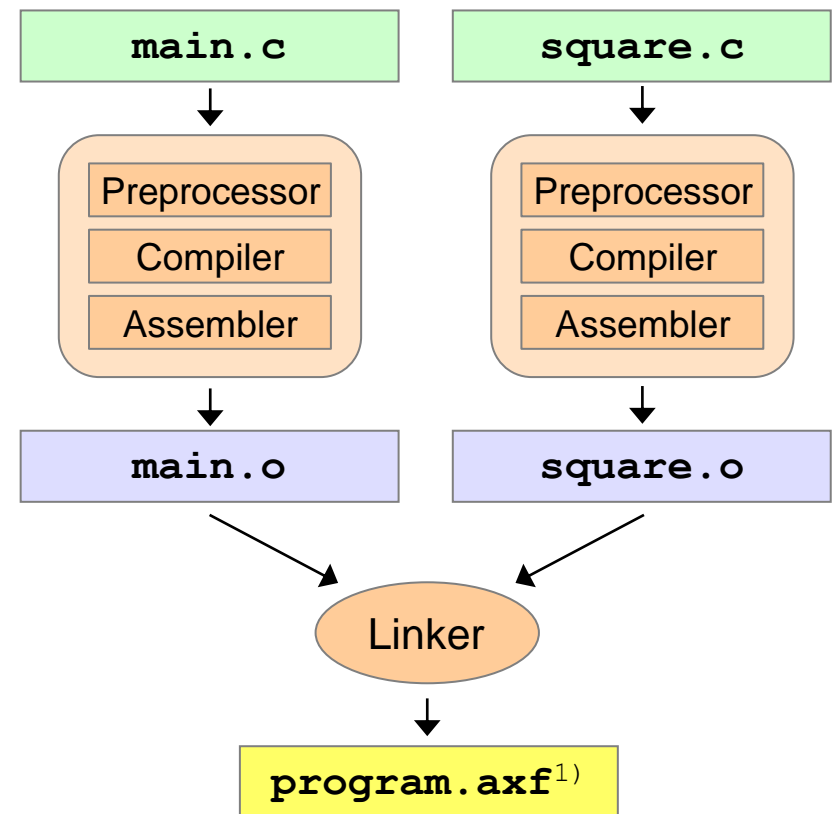 main.c
square.c
Preprocessor
Compiler
Assembler
Preprocessor
Compiler
Assembler
main.o
square.o
Linker
program.axf1)